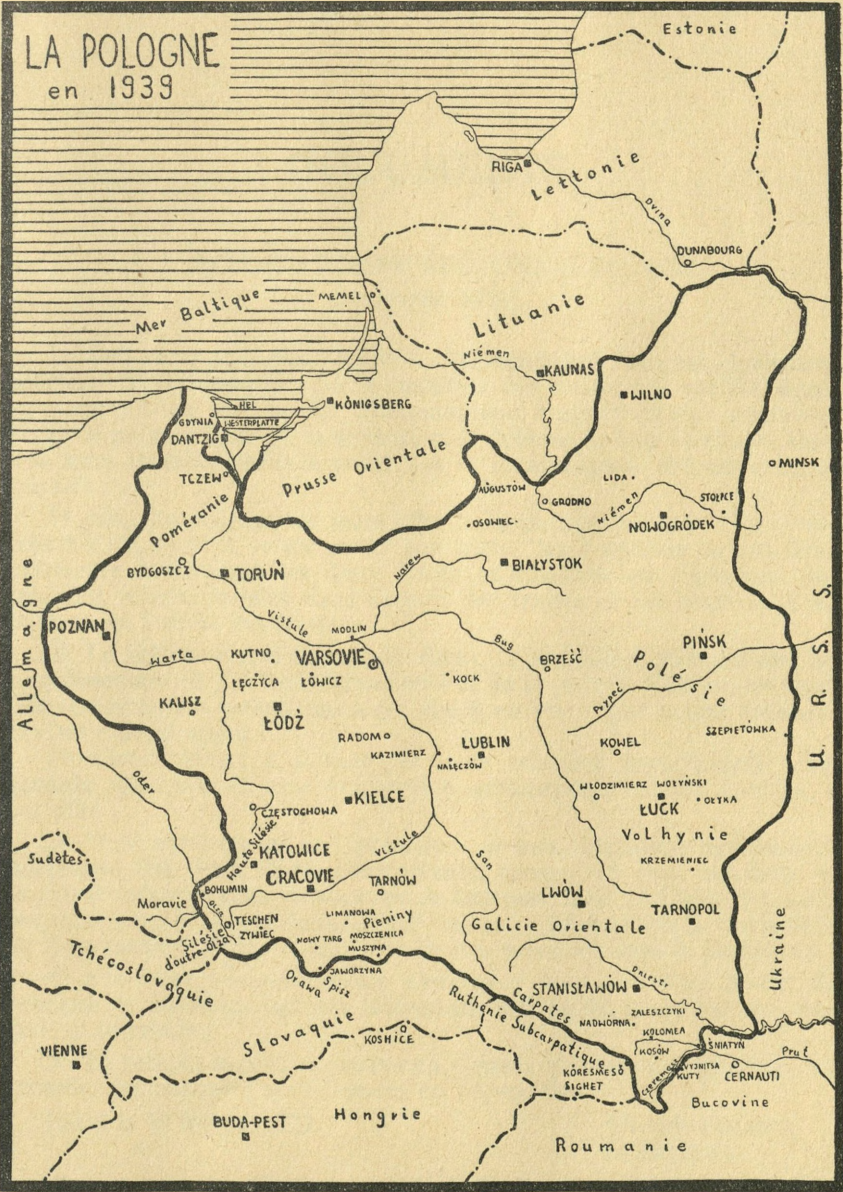 LA POLOGNE
en 1939
Estonie
RIGA
Lettonie
Dvina
DUNABOURG
Mer Baltique
MEMEL
Lituanie
Niémen
KAUNAS
WILNO
HEL
GDYNIA
WESTERPLATTE
DANTZIG
KÖNIGSBERG
MINSK
TCZEW
Prusse Orientale
AUGUSTÓW
LIDA
GRODNO
Niémen
STOŁPCE
NOWOGRÓDEK
Poméranie
OSOWIEC
BYDGOSZCZ
TORUŃ
Narew
BIAŁYSTOK
Allemagne
U. R. S. S.
POZNAŃ
Vistule
MODLIN
Bug
Warta
KUTNO
VARSOVIE
BRZEŚĆ
PIŃSK
Polésie
ŁĘCZYCA
ŁOWICZ
KOCK
Prypeć
KALISZ
ŁÓDŹ
RADOM
KAZIMIERZ
LUBLIN
NAŁĘCZÓW
KOWEL
SZEPIETÓWKA
Oder
WŁODZIMIERZ
WOŁYŃSKI
KIELCE
CZĘSTOCHOWA
ŁUCK
OŁYKA
Haute Silésie
Volhynie
Sudètes
KATOWICE
Vistule
San
KRZEMIENIEC
CRACOVIE
TARNÓW
BOHUMIN
LWÓW
Moravie
TARNOPOL
TESCHEN
ŻYWIEC
LIMANOWA
Pieniny
Galicie Orientale
Silésie
d'outre-Olza
NOWY TARG
MOSZCZENICA
MUSZYNA
Ukraine
Tchécoslovaquie
JAWORZYNA
Orawa
Spisz
Dniestr
STANISŁAWÓW
Carpates
Ruthénie Subcarpatique
ZALESZCZYKI
NADWÓRNA
KOŁOMEA
Slovaquie
KOSHICE
ŚNIATYN
KOSÓW
Prut
VIENNE
WYJNITSA
KUTY
Czeremosz
CERNAUTI
KÖRESMESÖ
SIGHET
Bucovine
BUDA-PEST
Hongrie
Roumanie